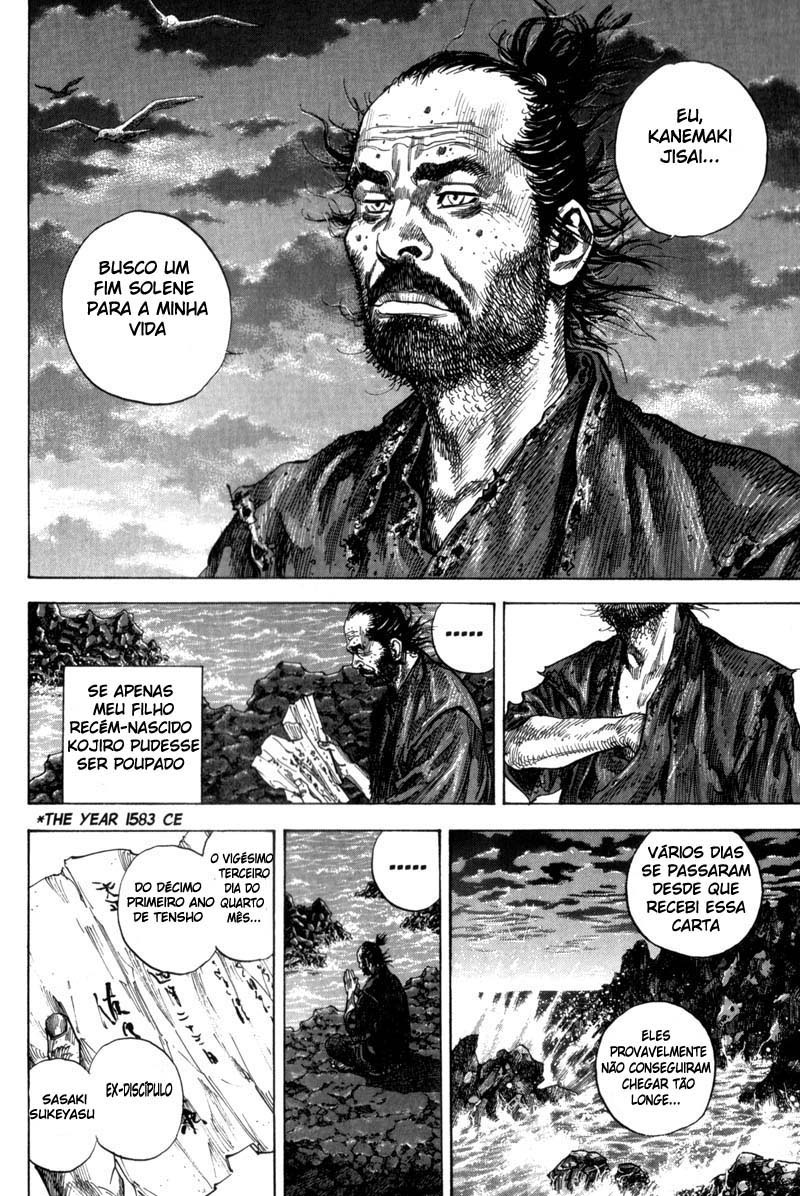 EU,
KANEMAKI
JISAI...
BUSCO UM
FIM SOLENE
PARA A MINHA
VIDA
.....
SE APENAS
MEU FILHO
RECÉM-NASCIDO
KOJIRO PUDESSE
SER POUPADO
*THE YEAR 1583 CE
VÁRIOS DIAS
SE PASSARAM
DESDE QUE
RECEBI ESSA
CARTA
ELES
PROVAVELMENTE
NÃO CONSEGUIRAM
CHEGAR TÃO
LONGE...
.....
O VIGÉSIMO
TERCEIRO
DIA DO
QUARTO
MÊS...
DO DÉCIMO
PRIMEIRO ANO
DE TENSHO
EX-DISCÍPULO
SASAKI
SUKEYASU